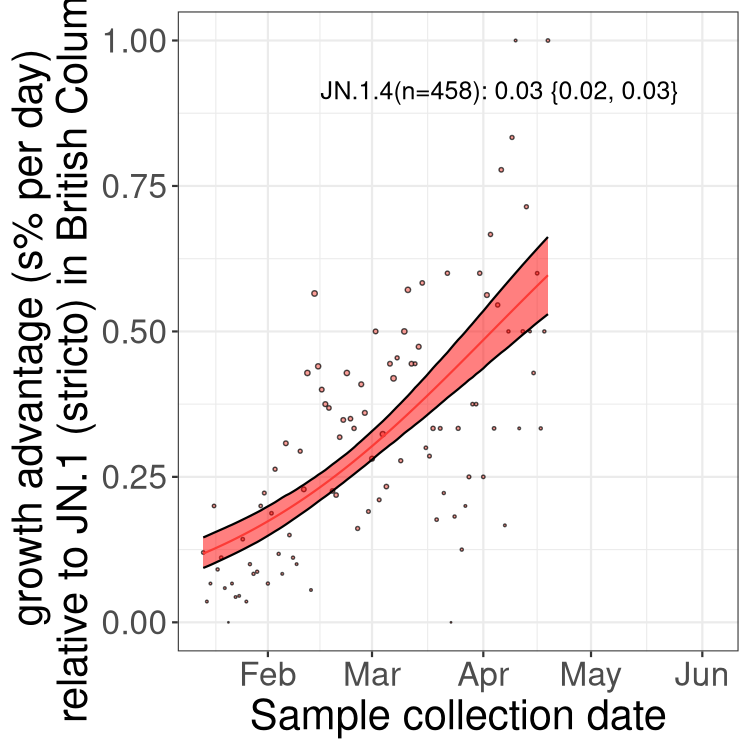 growth advantage (s% per day)
relative to JN.1 (stricto) in British Colum
1.00
0.75
0.50
0.25
0.00
JN.1.4(n=458): 0.03 {0.02, 0.03}
Feb Mar Apr May Jun
Sample collection date